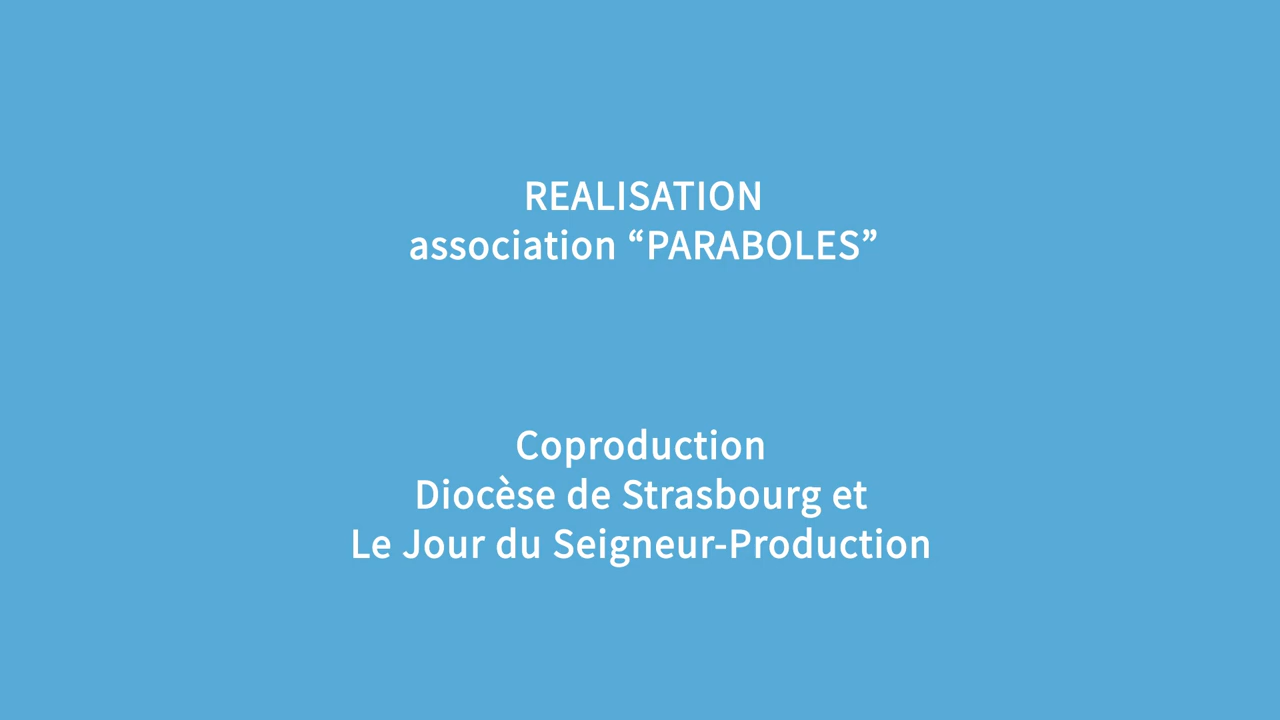 REALISATION
association “PARABOLES”
Coproduction
Diocèse de Strasbourg et
Le Jour du Seigneur-Production